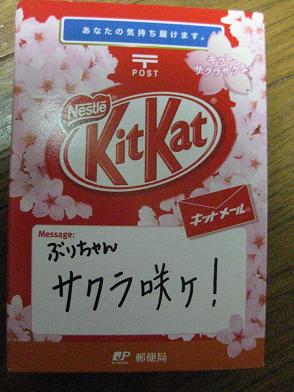 あなたの気持ち届けます。
〒
POST
キット、
サクラサクよ。
Nestlé
KitKat
キットメール
Message:
ぶりちゃん
サクラ咲ケ!
JP 郵便局